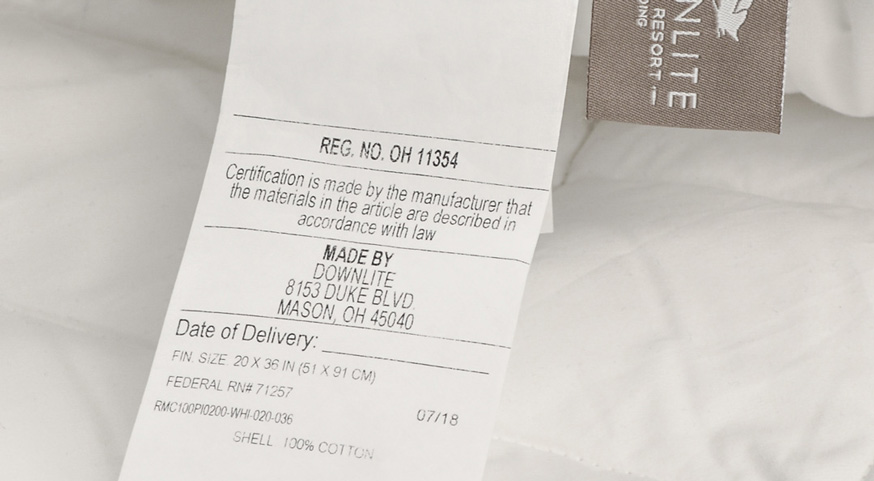 REG. NO. OH 11354
Certification is made by the manufacturer that
the materials in the article are described in
accordance with law
MADE BY
DOWNLITE
8153 DUKE BLVD.
MASON, OH 45040
Date of Delivery:
FIN. SIZE 20 X 36 IN (51 X 91 CM)
FEDERAL RN# 71257
RMC100PI0200-WHI-020-036
07/18
SHELL 100% COTTON
NLITE
RESORT
DING